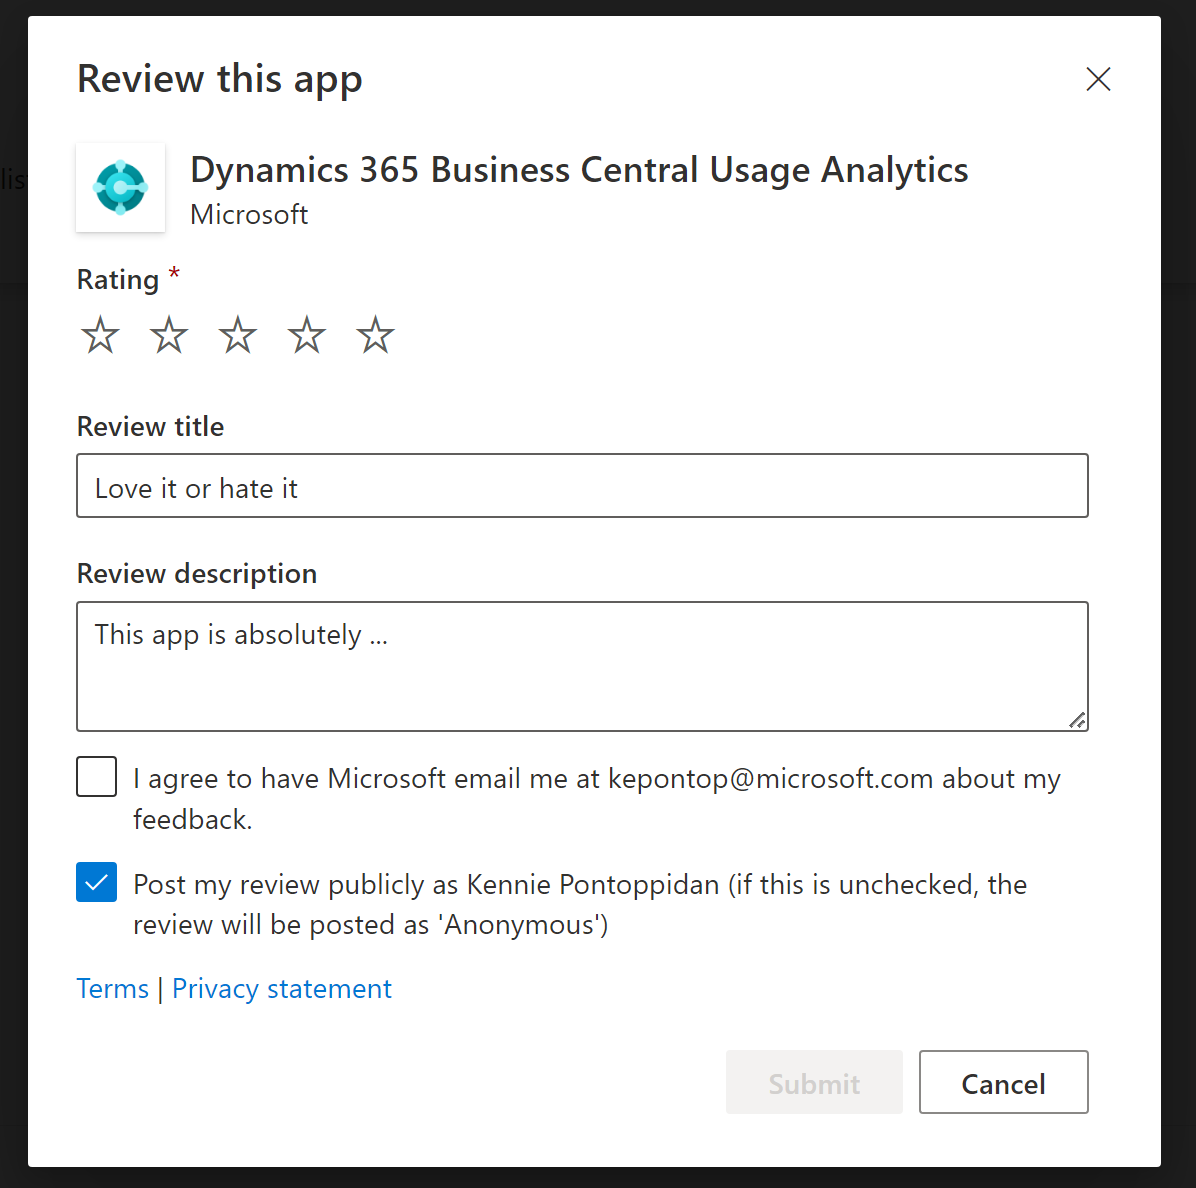 Review this app
lis
Dynamics 365 Business Central Usage Analytics
Microsoft
Rating *
Review title
Love it or hate it
Review description
This app is absolutely ...
I agree to have Microsoft email me at kepontop@microsoft.com about my
feedback.
Post my review publicly as Kennie Pontoppidan (if this is unchecked, the
review will be posted as 'Anonymous')
Terms | Privacy statement
Submit
Cancel